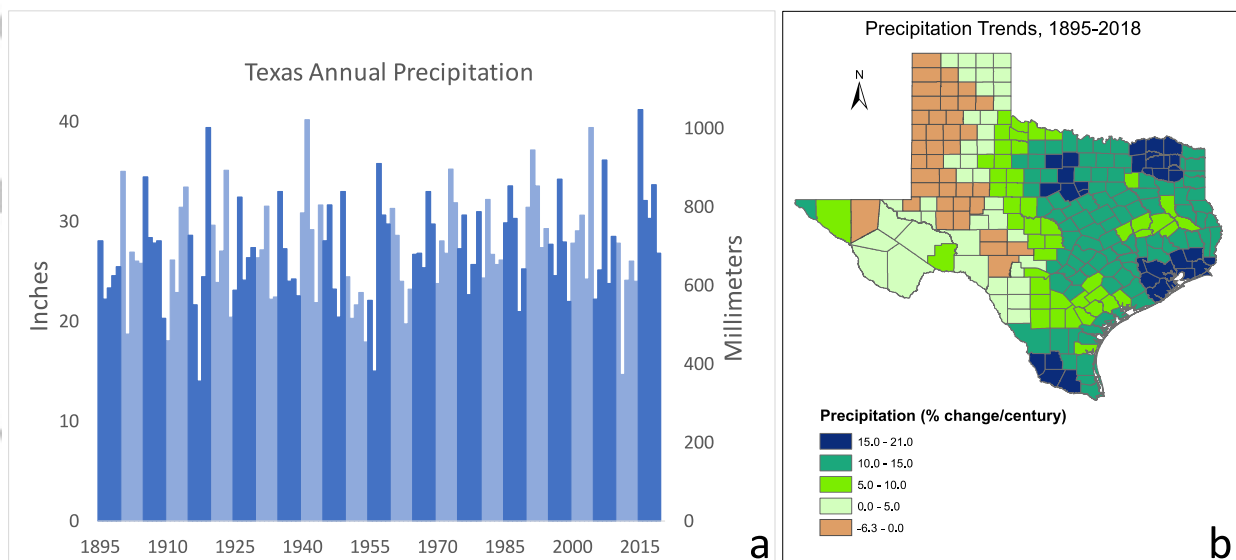 Texas Annual Precipitation
Inches
40
30
20
10
0
1000
800
600
400
200
0
Millimeters
1895 1910 1925 1940 1955 1970 1985 2000 2015
a
Precipitation Trends, 1895-2018
N
Precipitation (% change/century)
15.0 - 21.0
10.0 - 15.0
5.0 - 10.0
0.0 - 5.0
-6.3 - 0.0
b